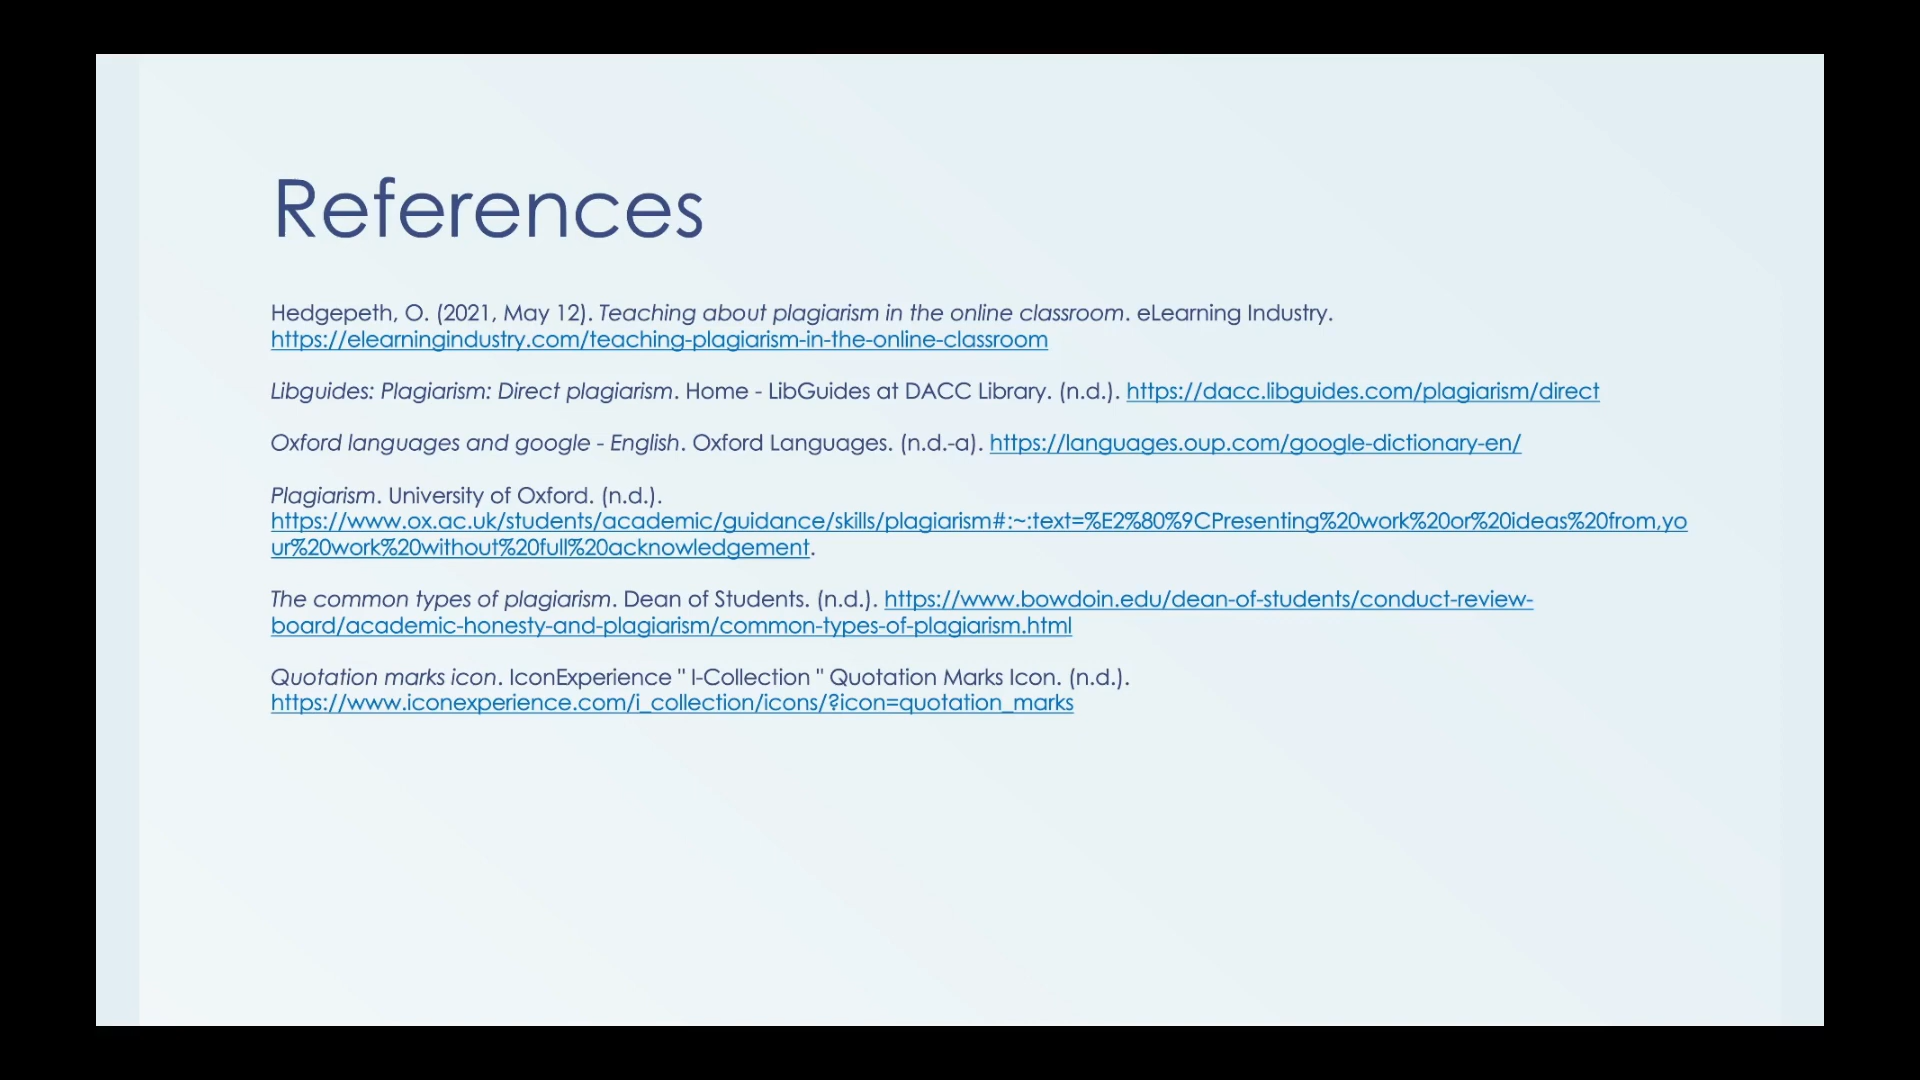 References
Hedgepeth, O. (2021, May 12). Teaching about plagiarism in the online classroom. eLearning Industry.
https://elearningindustry.com/teaching-plagiarism-in-the-online-classroom
Libguides: Plagiarism: Direct plagiarism. Home - LibGuides at DACC Library. (n.d.). https://dacc.libguides.com/plagiarism/direct
Oxford languages and google - English. Oxford Languages. (n.d.-a). https://languages.oup.com/google-dictionary-en/
Plagiarism. University of Oxford. (n.d.).
https://www.ox.ac.uk/students/academic/guidance/skills/plagiarism#:~:text=%E2%80%9CPresenting%20work%20or%20ideas%20from,yo
ur%20work%20without%20full%20acknowledgement.
The common types of plagiarism. Dean of Students. (n.d.). https://www.bowdoin.edu/dean-of-students/conduct-review-
board/academic-honesty-and-plagiarism/common-types-of-plagiarism.html
Quotation marks icon. IconExperience " I-Collection " Quotation Marks Icon. (n.d.).
https://www.iconexperience.com/i_collection/icons/?icon=quotation_marks